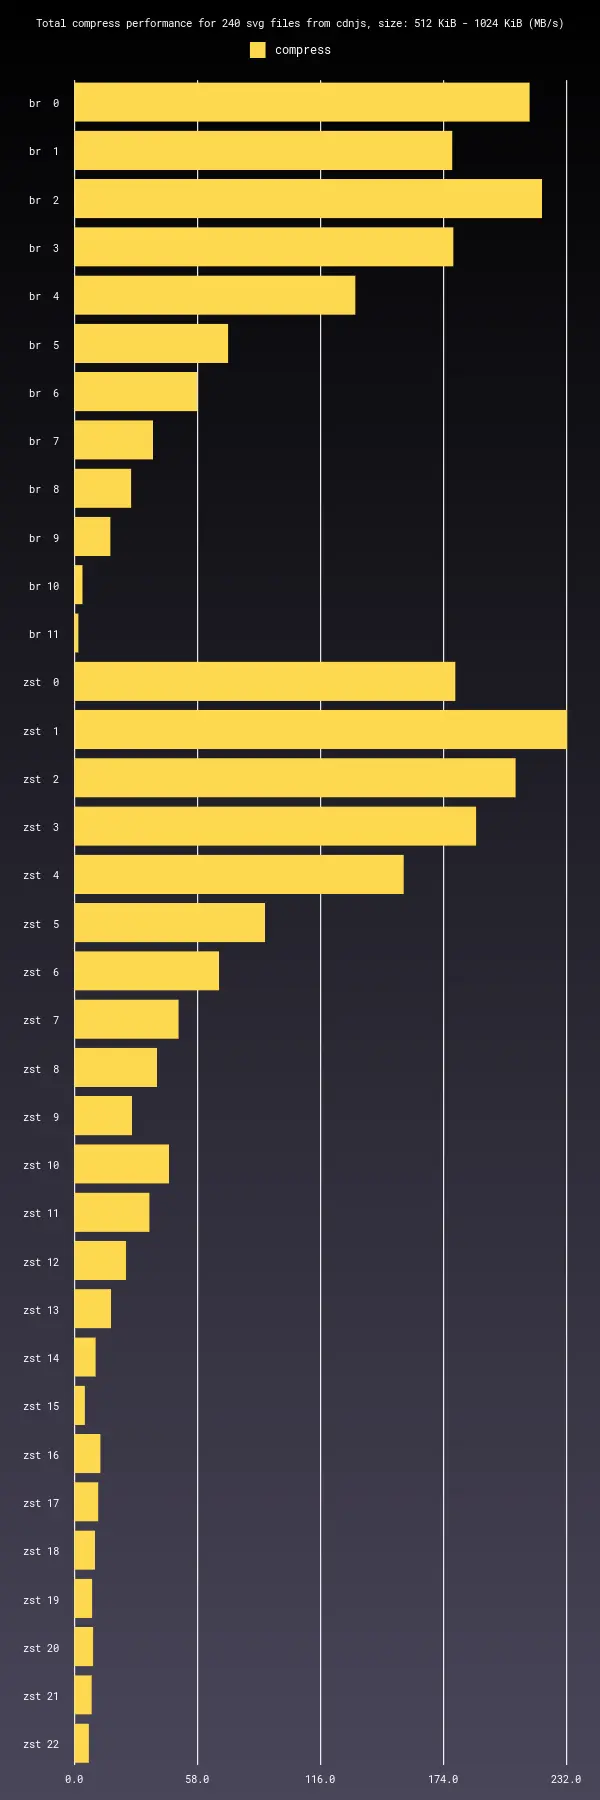 Total compress performance for 240 svg files from cdnjs, size: 512 KiB - 1024 KiB (MB/s)
compress
br 0
br 1
br 2
br 3
br 4
br 5
br 6
br 7
br 8
br 9
br 10
br 11
zst 0
zst 1
zst 2
zst 3
zst 4
zst 5
zst 6
zst 7
zst 8
zst 9
zst 10
zst 11
zst 12
zst 13
zst 14
zst 15
zst 16
zst 17
zst 18
zst 19
zst 20
zst 21
zst 22
0.0 58.0 116.0 174.0 232.0